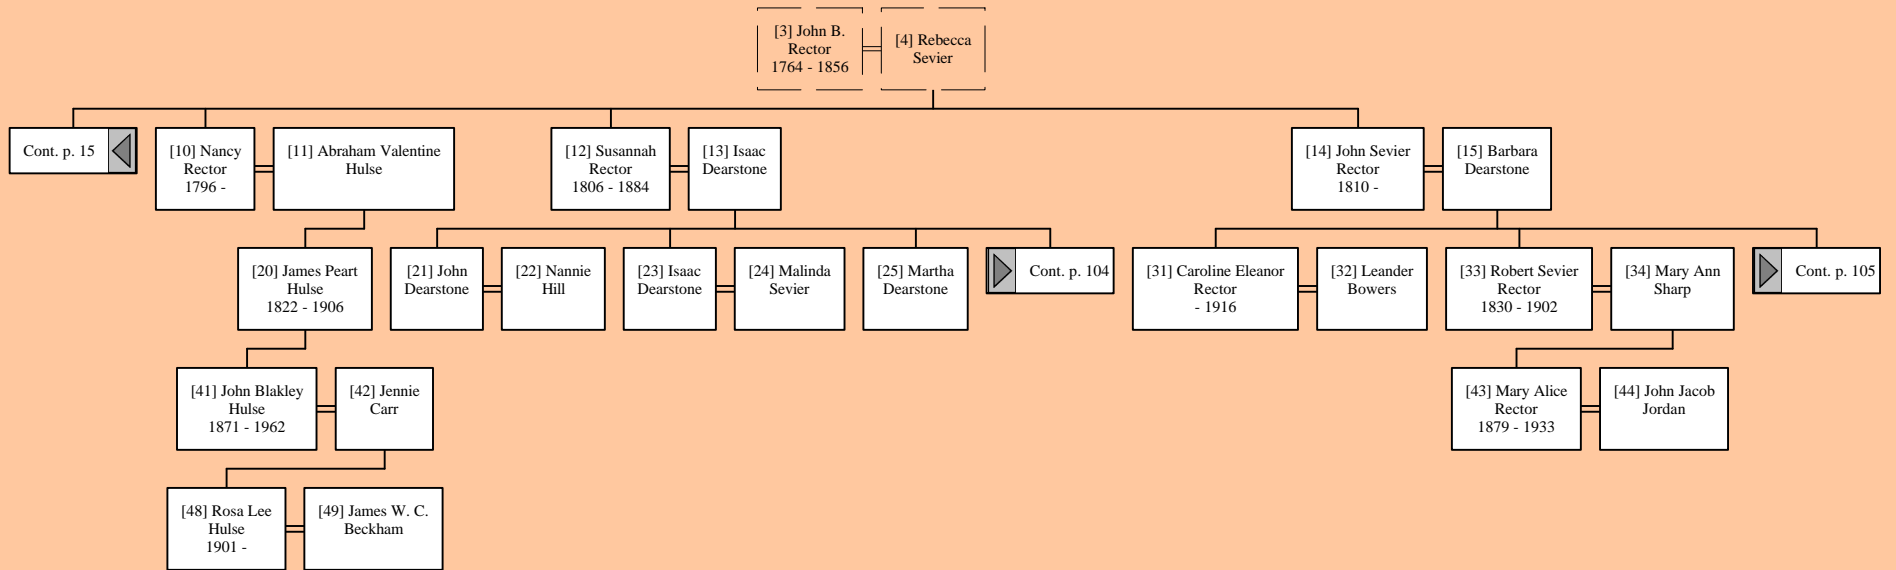 [3] John B.
Rector
1764 - 1856
[4] Rebecca
Sevier
Cont. p. 15
[10] Nancy
Rector
1796 -
[11] Abraham Valentine
Hulse
[12] Susannah
Rector
1806 - 1884
[13] Isaac
Dearstone
[14] John Sevier
Rector
1810 -
[15] Barbara
Dearstone
[20] James Peart
Hulse
1822 - 1906
[21] John
Dearstone
[22] Nannie
Hill
[23] Isaac
Dearstone
[24] Malinda
Sevier
[25] Martha
Dearstone
Cont. p. 104
[31] Caroline Eleanor
Rector
- 1916
[32] Leander
Bowers
[33] Robert Sevier
Rector
1830 - 1902
[34] Mary Ann
Sharp
Cont. p. 105
[41] John Blakley
Hulse
1871 - 1962
[42] Jennie
Carr
[43] Mary Alice
Rector
1879 - 1933
[44] John Jacob
Jordan
[48] Rosa Lee
Hulse
1901 -
[49] James W. C.
Beckham